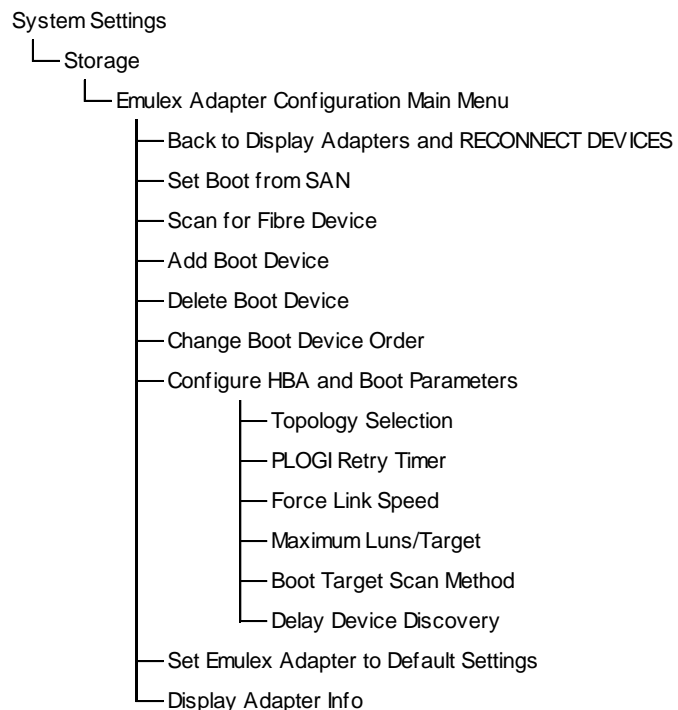 System Settings
Storage
Emulex Adapter Configuration Main Menu
Back to Display Adapters and RECONNECT DEVICES
Set Boot from SAN
Scan for Fibre Device
Add Boot Device
Delete Boot Device
Change Boot Device Order
Configure HBA and Boot Parameters
Topology Selection
PLOGI Retry Timer
Force Link Speed
Maximum Luns/Target
Boot Target Scan Method
Delay Device Discovery
Set Emulex Adapter to Default Settings
Display Adapter Info